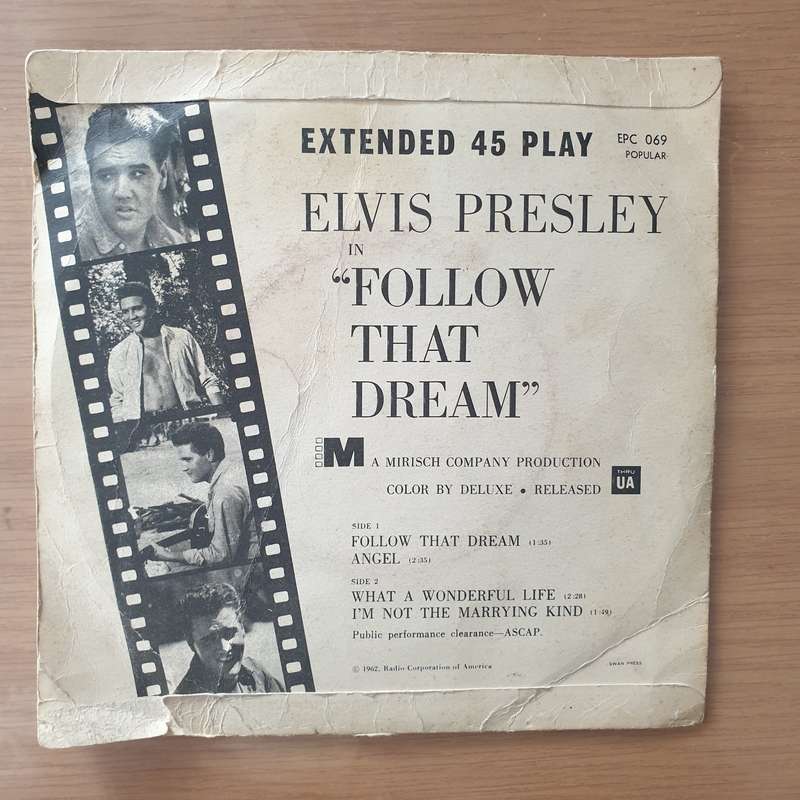 EXTENDED 45 PLAY
EPC 069
POPULAR
ELVIS PRESLEY
IN
“FOLLOW
THAT
DREAM”
M A MIRISCH COMPANY PRODUCTION
COLOR BY DELUXE • RELEASED
THRU
UA
SIDE 1
FOLLOW THAT DREAM (1:35)
ANGEL (2:35)
SIDE 2
WHAT A WONDERFUL LIFE (2:28)
I'M NOT THE MARRYING KIND (1:49)
Public performance clearance—ASCAP.
© 1962, Radio Corporation of America
SWAN PRESS